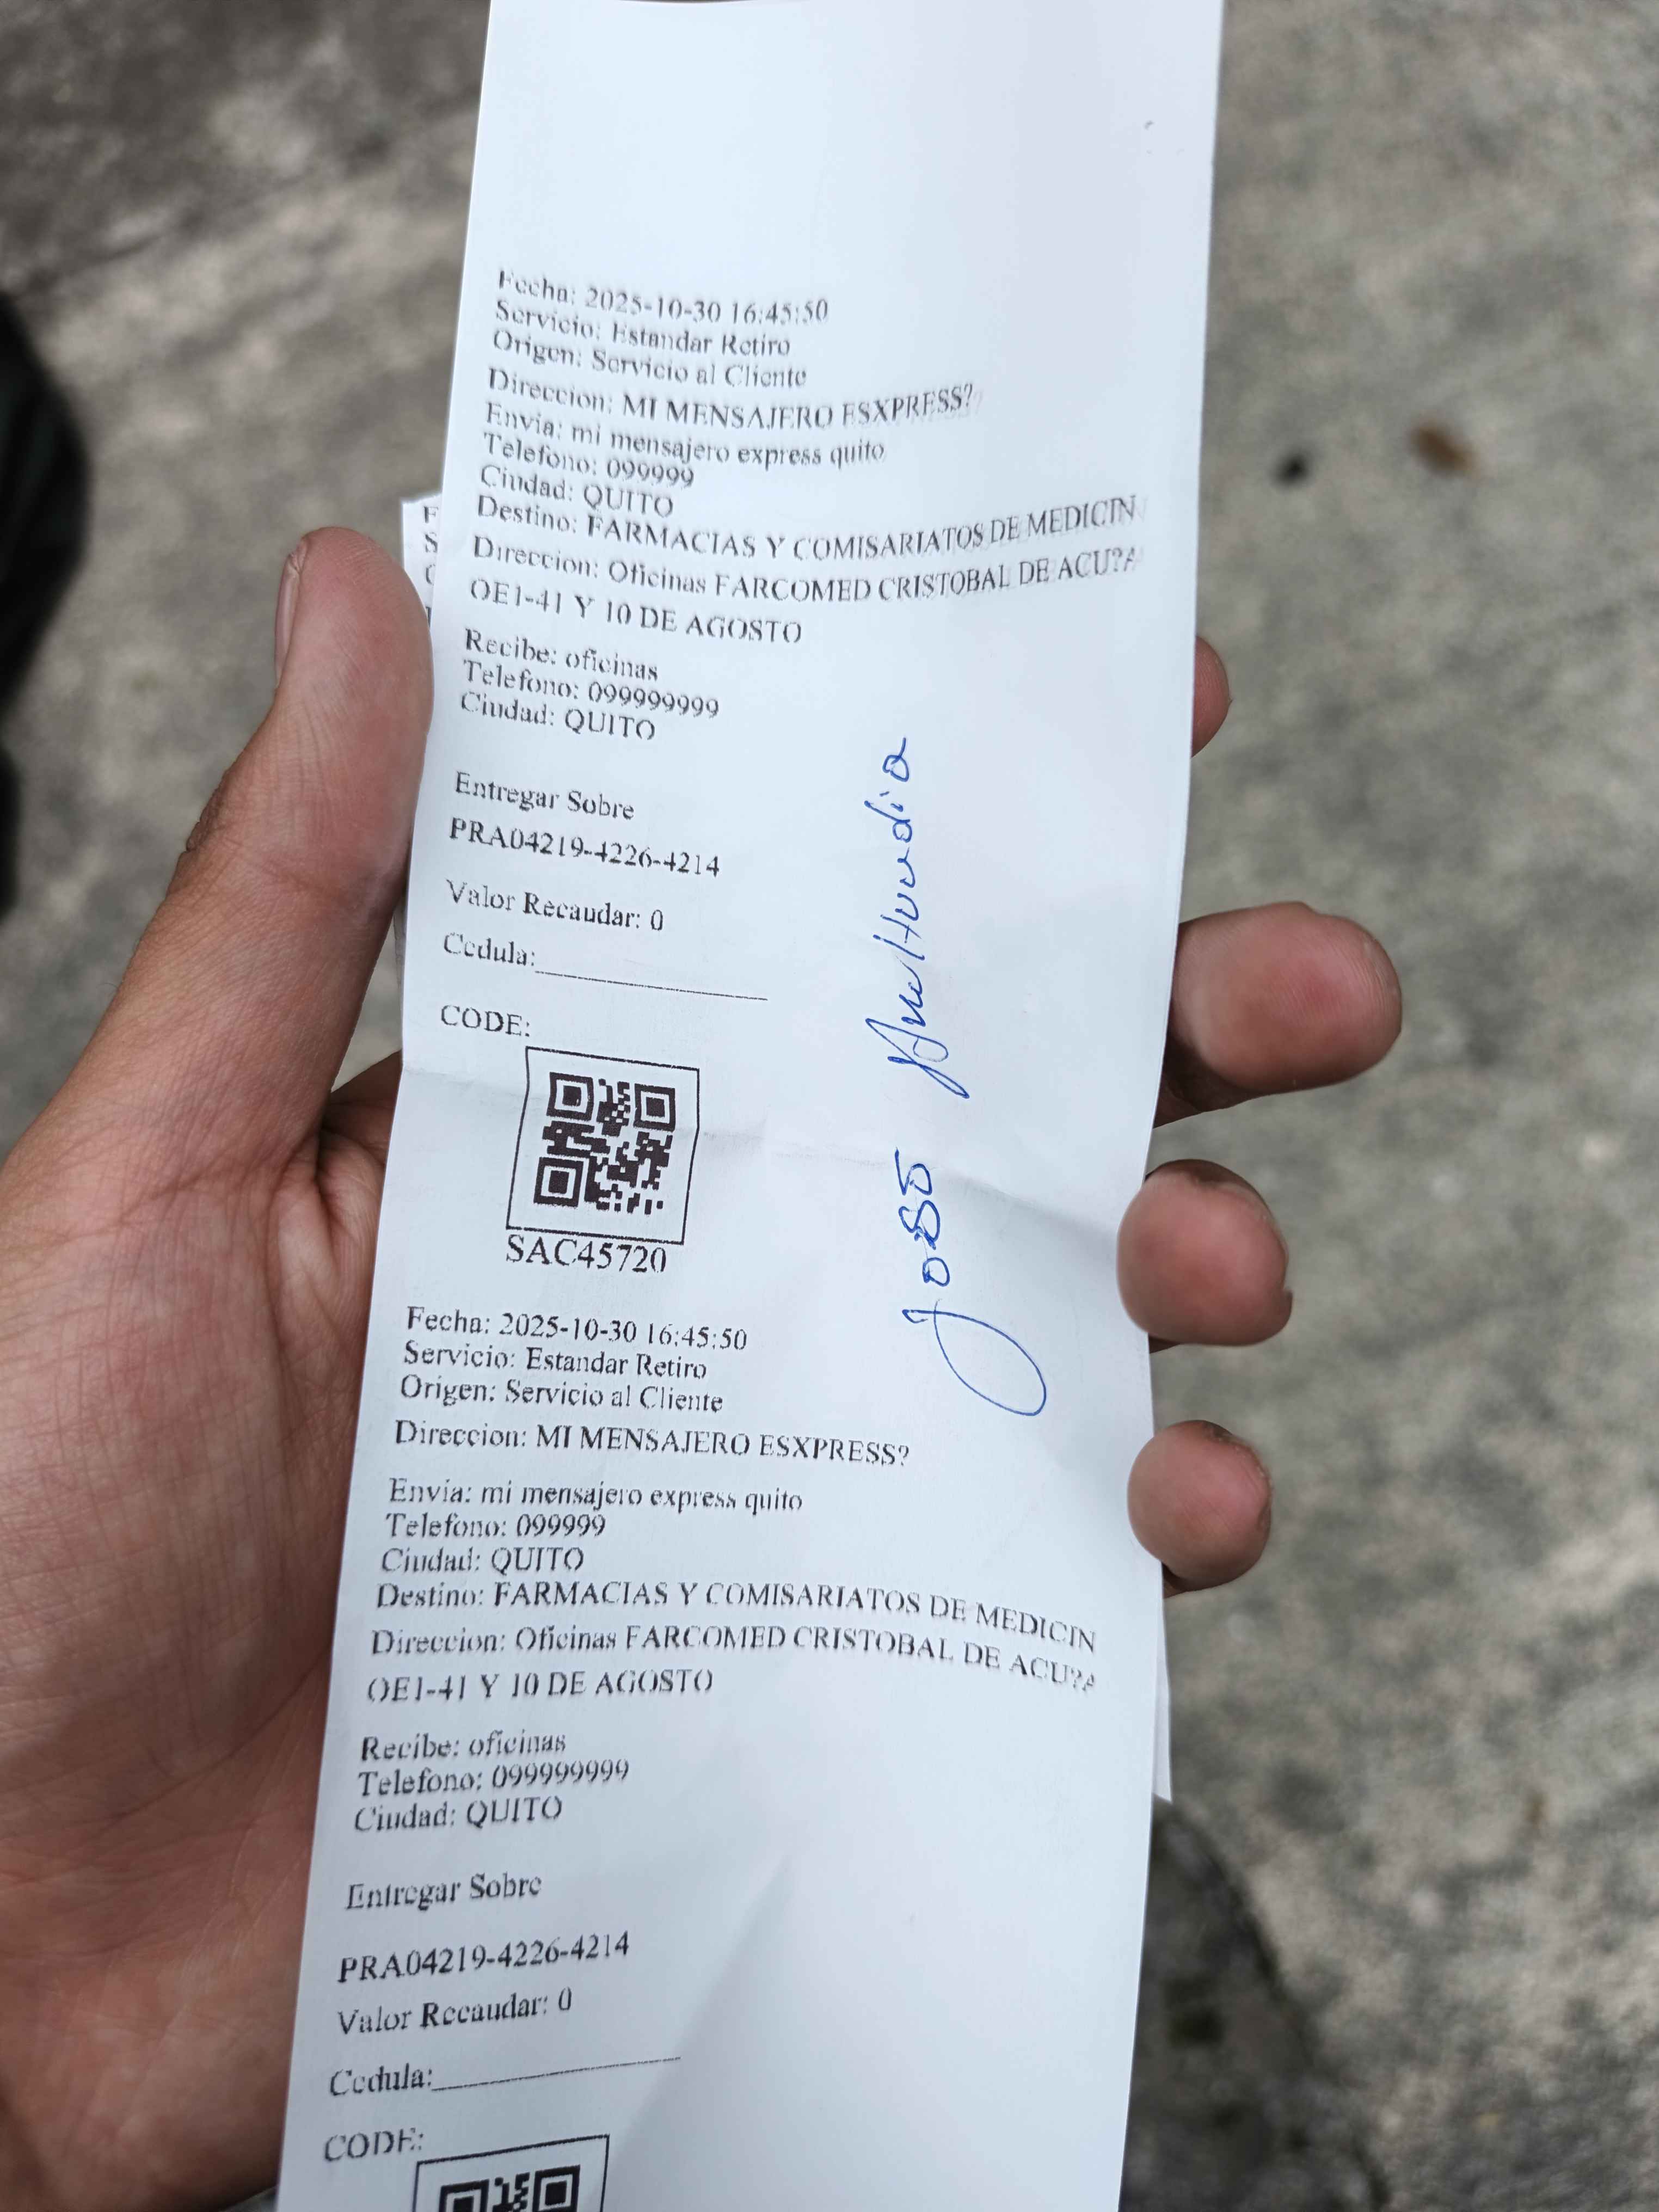 Fecha: 2025-10-30 16:45:50
Servicio: Estandar Retiro
Origen: Servicio al Cliente
Direccion: MI MENSAJERO ESXPRESS?
Envia: mi mensajero express quito
Telefono: 099999
Ciudad: QUITO
Destino: FARMACIAS Y COMISARIATOS DE MEDICIN
Direccion: Oficinas FARCOMED CRISTOBAL DE ACU?A
OE1-41 Y 10 DE AGOSTO
Recibe: oficinas
Telefono: 099999999
Ciudad: QUITO
Entregar Sobre
PRA04219-4226-4214
Valor Recaudar: 0
Cedula:
CODE:
SAC45720
José
Fecha: 2025-10-30 16:45:50
Servicio: Estandar Retiro
Origen: Servicio al Cliente
Direccion: MI MENSAJERO ESXPRESS?
Envia: mi mensajero express quito
Telefono: 099999
Ciudad: QUITO
Destino: FARMACIAS Y COMISARIATOS DE MEDICIN
Direccion: Oficinas FARCOMED CRISTOBAL DE ACU?A
OE1-41 Y 10 DE AGOSTO
Recibe: oficinas
Telefono: 099999999
Ciudad: QUITO
Entregar Sobre
PRA04219-4226-4214
Valor Recaudar: 0
Cedula:
CODE: